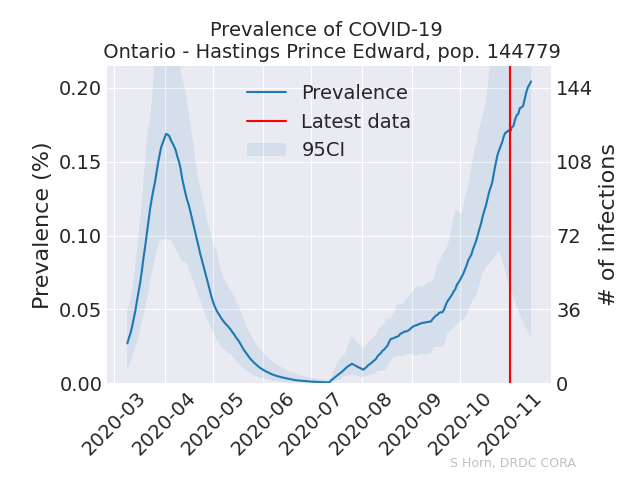 Prevalence of COVID-19
Ontario - Hastings Prince Edward, pop. 144779
Prevalence
Latest data
95CI
Prevalence (%)
0.20
0.15
0.10
0.05
0.00
144
108
72
36
0
# of infections
2020-03
2020-04
2020-05
2020-06
2020-07
2020-08
2020-09
2020-10
2020-11
S Horn, DRDC CORA